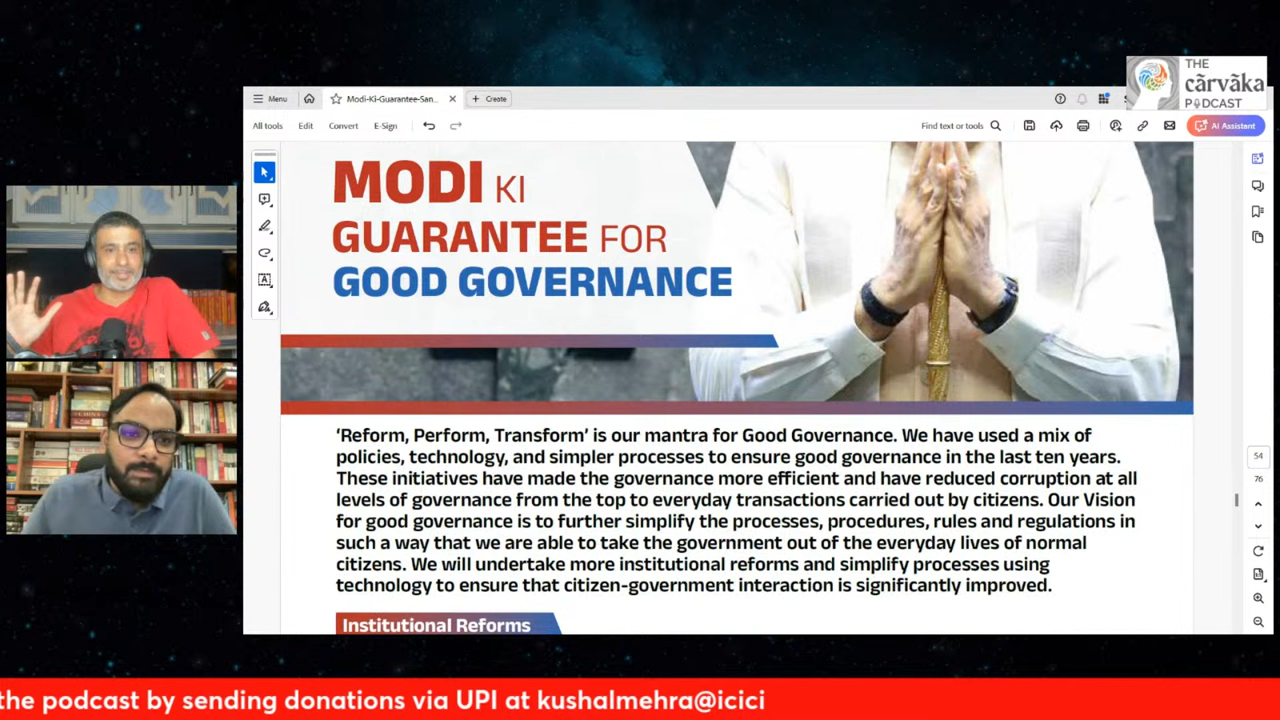 THE
cārvāka
PODCAST
Menu
Modi-Ki-Guarantee-San...
Create
All tools
Edit
Convert
E-Sign
Find text or tools
AI Assistant
MODI KI
GUARANTEE FOR
GOOD GOVERNANCE
‘Reform, Perform, Transform’ is our mantra for Good Governance. We have used a mix of
policies, technology, and simpler processes to ensure good governance in the last ten years.
These initiatives have made the governance more efficient and have reduced corruption at all
levels of governance from the top to everyday transactions carried out by citizens. Our Vision
for good governance is to further simplify the processes, procedures, rules and regulations in
such a way that we are able to take the government out of the everyday lives of normal
citizens. We will undertake more institutional reforms and simplify processes using
technology to ensure that citizen-government interaction is significantly improved.
Institutional Reforms
54
76
the podcast by sending donations via UPI at kushalmehra@icici